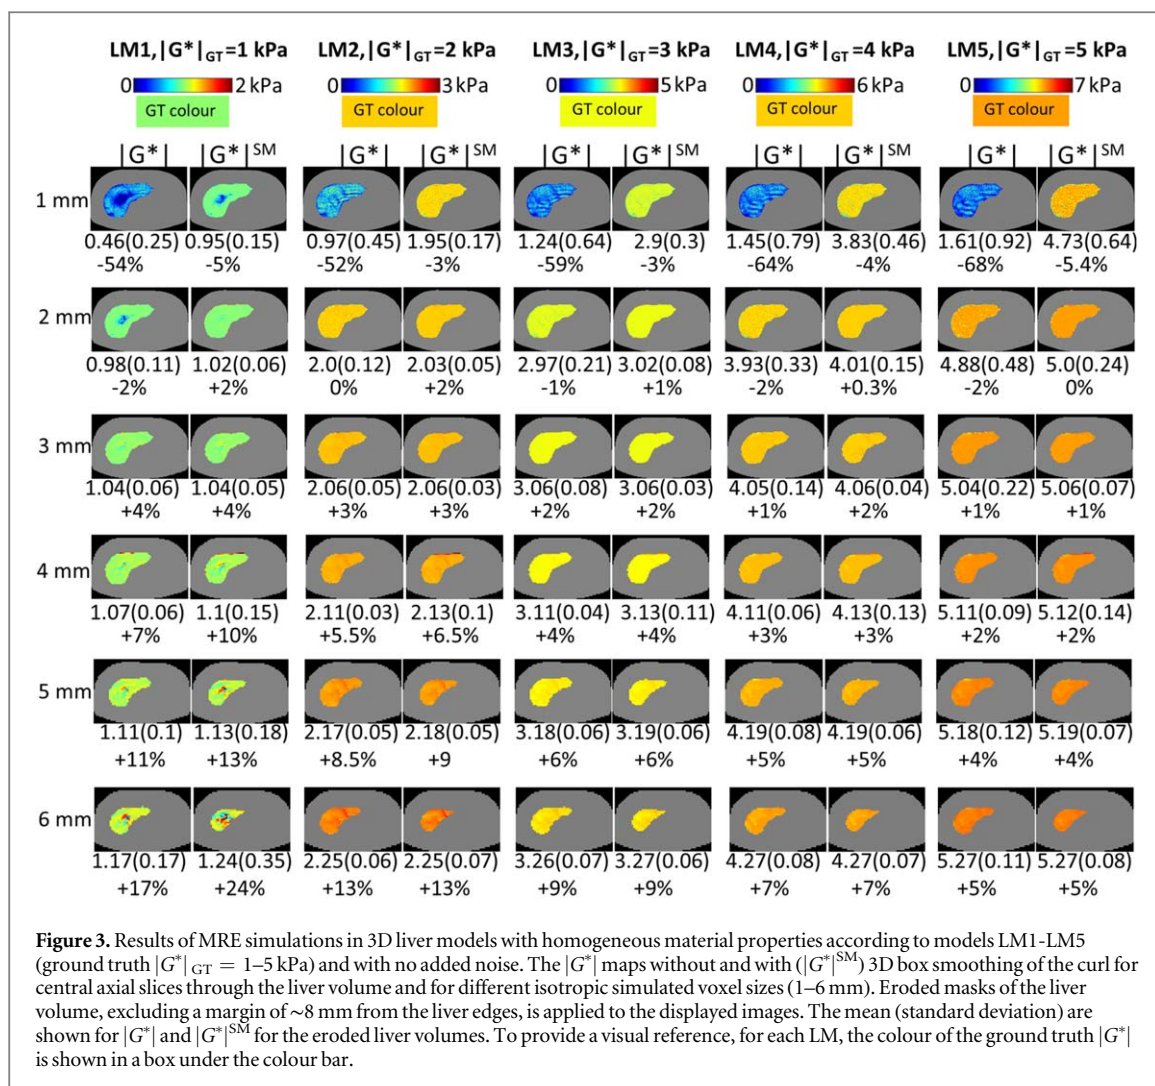 LM1,|G*|GT=1 kPa LM2,|G*|GT=2 kPa LM3,|G*|GT=3 kPa LM4,|G*|GT=4 kPa LM5,|G*|GT=5 kPa
0 2 kPa 0 3 kPa 0 5 kPa 0 6 kPa 0 7 kPa
GT colour GT colour GT colour GT colour GT colour
|G*| |G*|SM |G*| |G*|SM |G*| |G*|SM |G*| |G*|SM |G*| |G*|SM
1 mm
0.46(0.25) 0.95(0.15) 0.97(0.45) 1.95(0.17) 1.24(0.64) 2.9(0.3) 1.45(0.79) 3.83(0.46) 1.61(0.92) 4.73(0.64)
-54% -5% -52% -3% -59% -3% -64% -4% -68% -5.4%
2 mm
0.98(0.11) 1.02(0.06) 2.0(0.12) 2.03(0.05) 2.97(0.21) 3.02(0.08) 3.93(0.33) 4.01(0.15) 4.88(0.48) 5.0(0.24)
-2% +2% 0% +2% -1% +1% -2% +0.3% -2% 0%
3 mm
1.04(0.06) 1.04(0.05) 2.06(0.05) 2.06(0.03) 3.06(0.08) 3.06(0.03) 4.05(0.14) 4.06(0.04) 5.04(0.22) 5.06(0.07)
+4% +4% +3% +3% +2% +2% +1% +2% +1% +1%
4 mm
1.07(0.06) 1.1(0.15) 2.11(0.03) 2.13(0.1) 3.11(0.04) 3.13(0.11) 4.11(0.06) 4.13(0.13) 5.11(0.09) 5.12(0.14)
+7% +10% +5.5% +6.5% +4% +4% +3% +3% +2% +2%
5 mm
1.11(0.1) 1.13(0.18) 2.17(0.05) 2.18(0.05) 3.18(0.06) 3.19(0.06) 4.19(0.08) 4.19(0.06) 5.18(0.12) 5.19(0.07)
+11% +13% +8.5% +9 +6% +6% +5% +5% +4% +4%
6 mm
1.17(0.17) 1.24(0.35) 2.25(0.06) 2.25(0.07) 3.26(0.07) 3.27(0.06) 4.27(0.08) 4.27(0.07) 5.27(0.11) 5.27(0.08)
+17% +24% +13% +13% +9% +9% +7% +7% +5% +5%
Figure 3. Results of MRE simulations in 3D liver models with homogeneous material properties according to models LM1-LM5
(ground truth |G*|GT = 1–5 kPa) and with no added noise. The |G*| maps without and with (|G*|SM) 3D box smoothing of the curl for
central axial slices through the liver volume and for different isotropic simulated voxel sizes (1–6 mm). Eroded masks of the liver
volume, excluding a margin of ~8 mm from the liver edges, is applied to the displayed images. The mean (standard deviation) are
shown for |G*| and |G*|SM for the eroded liver volumes. To provide a visual reference, for each LM, the colour of the ground truth |G*|
is shown in a box under the colour bar.